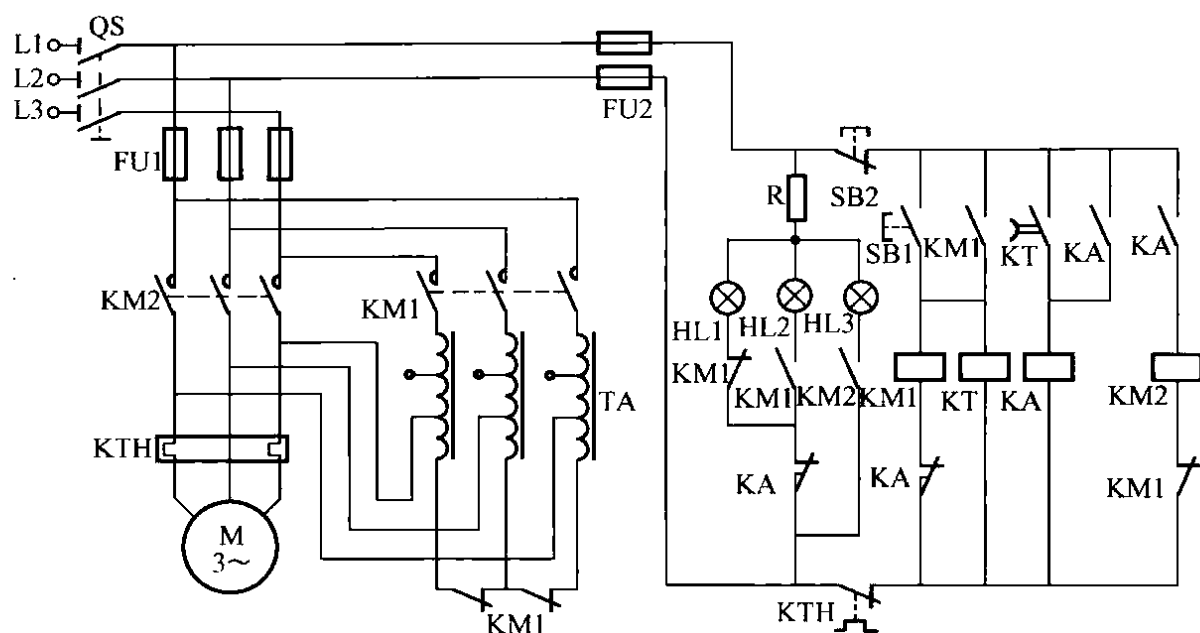 QS
L1
L2
L3
FU2
FU1
R
SB2
SB1
KM1
KT
KA
KA
KM2
KM1
HL1
HL2
HL3
KM1
KM1
KM2
KM1
KT
KA
KM2
TA
KTH
KA
KA
KM1
M
3~
KM1
KTH